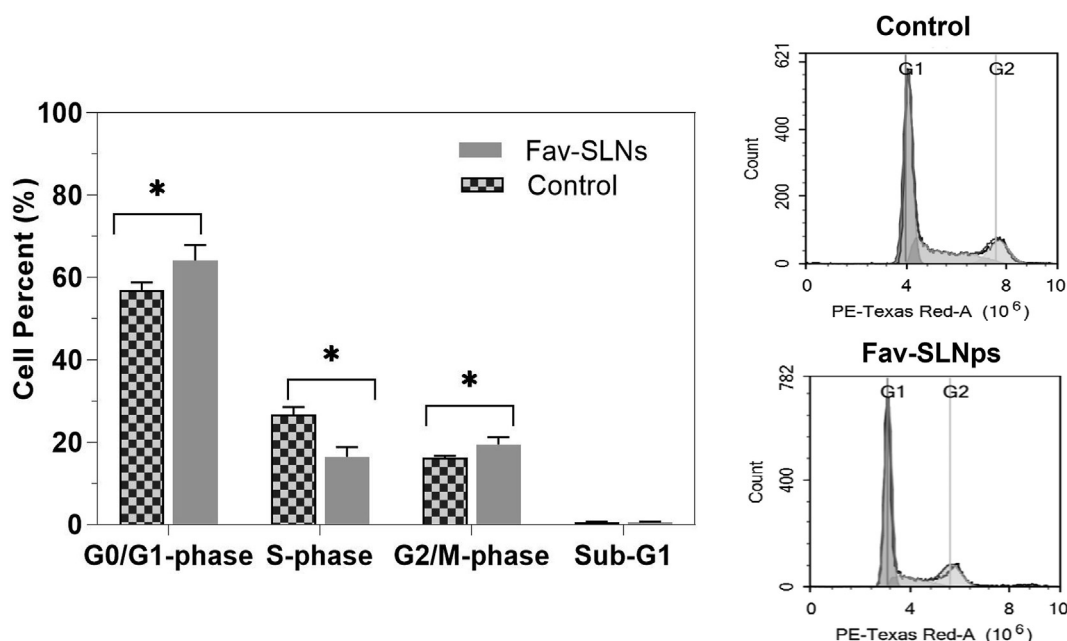 Cell Percent (%)
100
80
60
40
20
0
*
*
*
Fav-SLNs
Control
G0/G1-phase
S-phase
G2/M-phase
Sub-G1
Control
621
400
200
0
Count
G1
G2
0
4
8
10
PE-Texas Red-A (10⁶)
Fav-SLNps
782
400
0
Count
G1
G2
0
4
8
10
PE-Texas Red-A (10⁶)